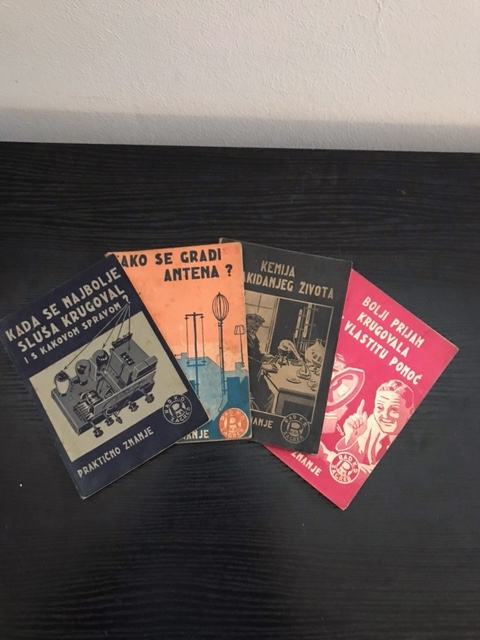 KADA SE NAJBOLJE
SLUŠA KRUGOVAL
I S KAKOVOM SPRAVOM?
PRAKTIČNO ZNANJE
KAKO SE GRADI
ANTENA?
ZNANJE
KEMIJA
AKIDANJEG ŽIVOTA
ZNANJE
BOLJI PRIJAM
KRUGOVALA
VLASTITU POMOĆ
ZNANJE